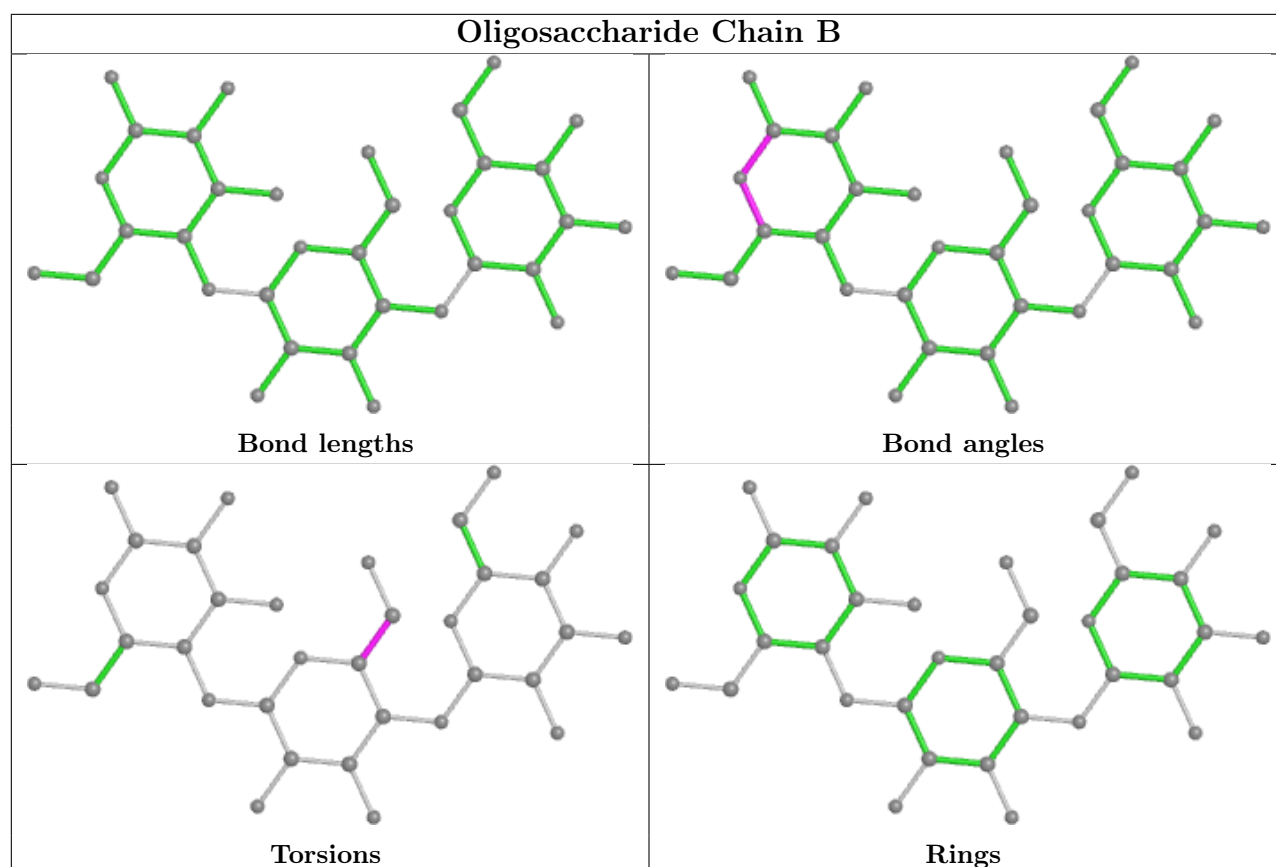 Oligosaccharide Chain B
Bond lengths
Bond angles
Torsions
Rings